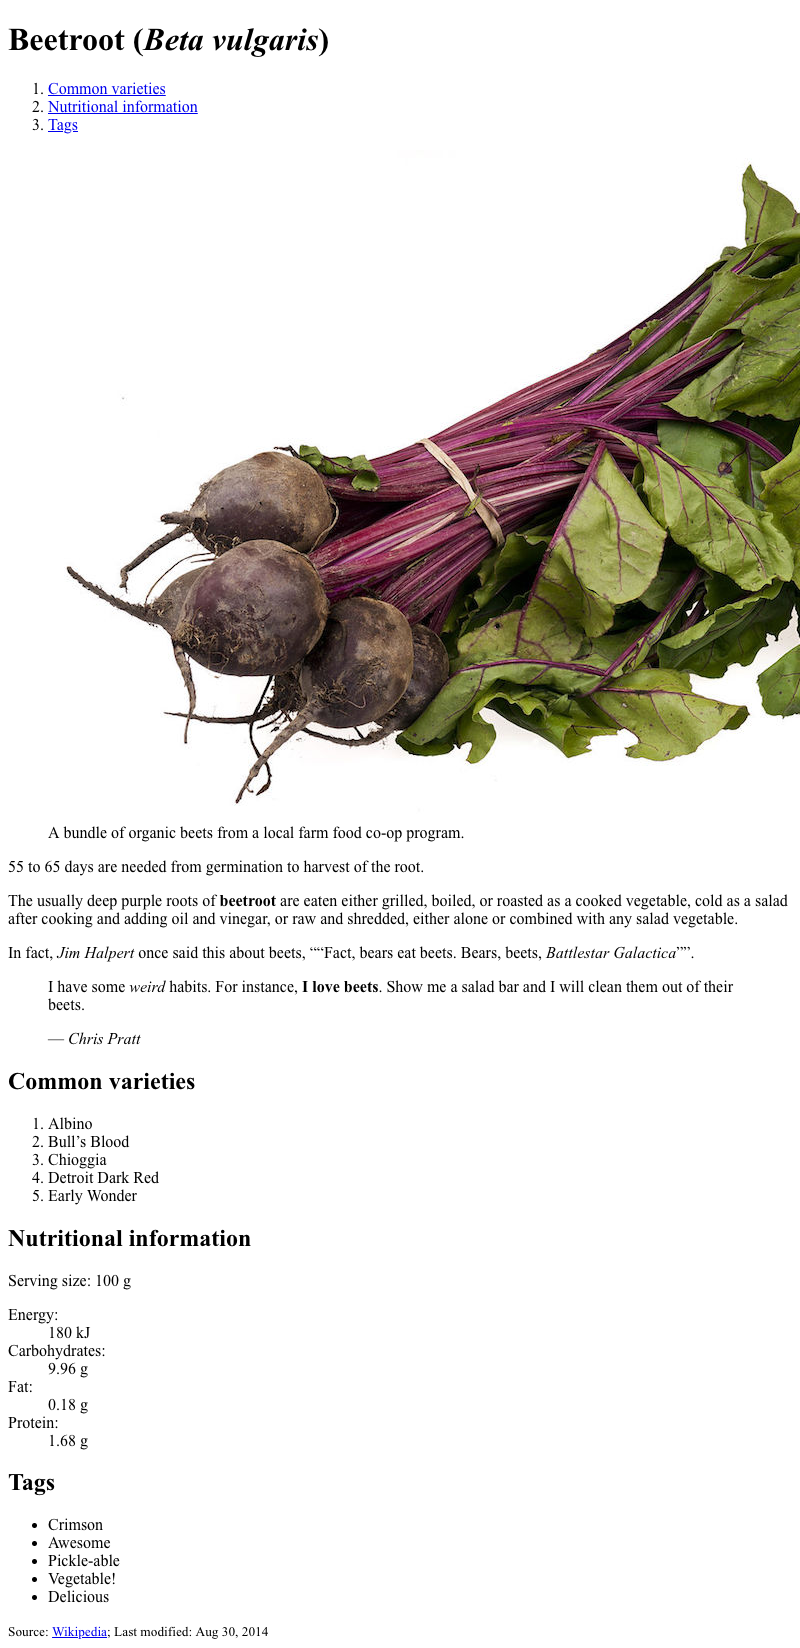 Beetroot (Beta vulgaris)
1. Common varieties
2. Nutritional information
3. Tags
A bundle of organic beets from a local farm food co-op program.
55 to 65 days are needed from germination to harvest of the root.
The usually deep purple roots of beetroot are eaten either grilled, boiled, or roasted as a cooked vegetable, cold as a salad
after cooking and adding oil and vinegar, or raw and shredded, either alone or combined with any salad vegetable.
In fact, Jim Halpert once said this about beets, ““Fact, bears eat beets. Bears, beets, Battlestar Galactica””.
I have some weird habits. For instance, I love beets. Show me a salad bar and I will clean them out of their
beets.
— Chris Pratt
Common varieties
1. Albino
2. Bull’s Blood
3. Chioggia
4. Detroit Dark Red
5. Early Wonder
Nutritional information
Serving size: 100 g
Energy:
180 kJ
Carbohydrates:
9.96 g
Fat:
0.18 g
Protein:
1.68 g
Tags
• Crimson
• Awesome
• Pickle-able
• Vegetable!
• Delicious
Source: Wikipedia; Last modified: Aug 30, 2014